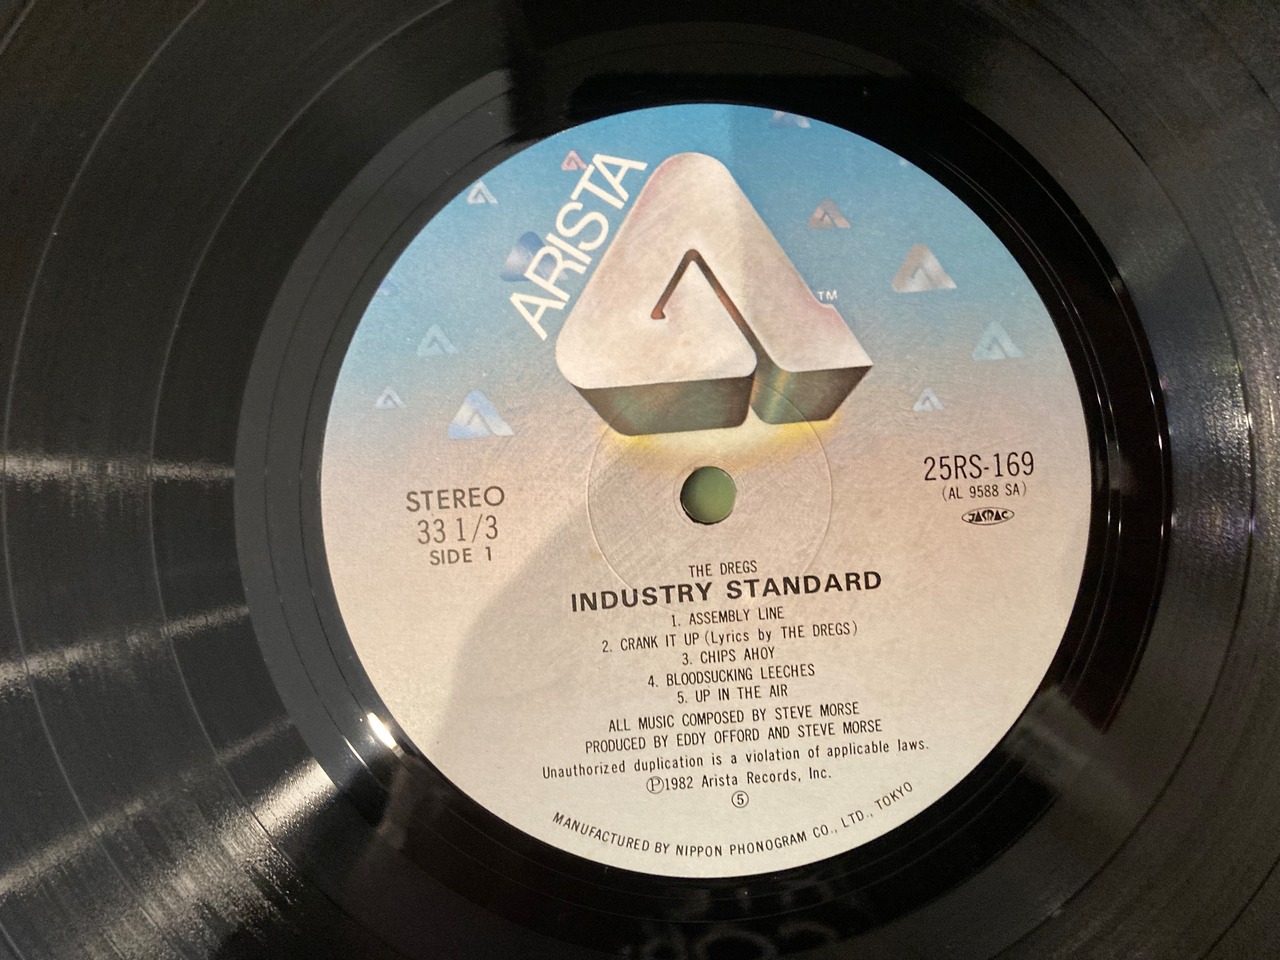 ARISTA
TM
STEREO
33 1/3
SIDE 1
25RS-169
(AL 9588 SA)
JASRAC
THE DREGS
INDUSTRY STANDARD
1. ASSEMBLY LINE
2. CRANK IT UP (Lyrics by THE DREGS)
3. CHIPS AHOY
4. BLOODSUCKING LEECHES
5. UP IN THE AIR
ALL MUSIC COMPOSED BY STEVE MORSE
PRODUCED BY EDDY OFFORD AND STEVE MORSE
Unauthorized duplication is a violation of applicable laws.
℗1982 Arista Records, Inc.
⑤
MANUFACTURED BY NIPPON PHONOGRAM CO., LTD., TOKYO